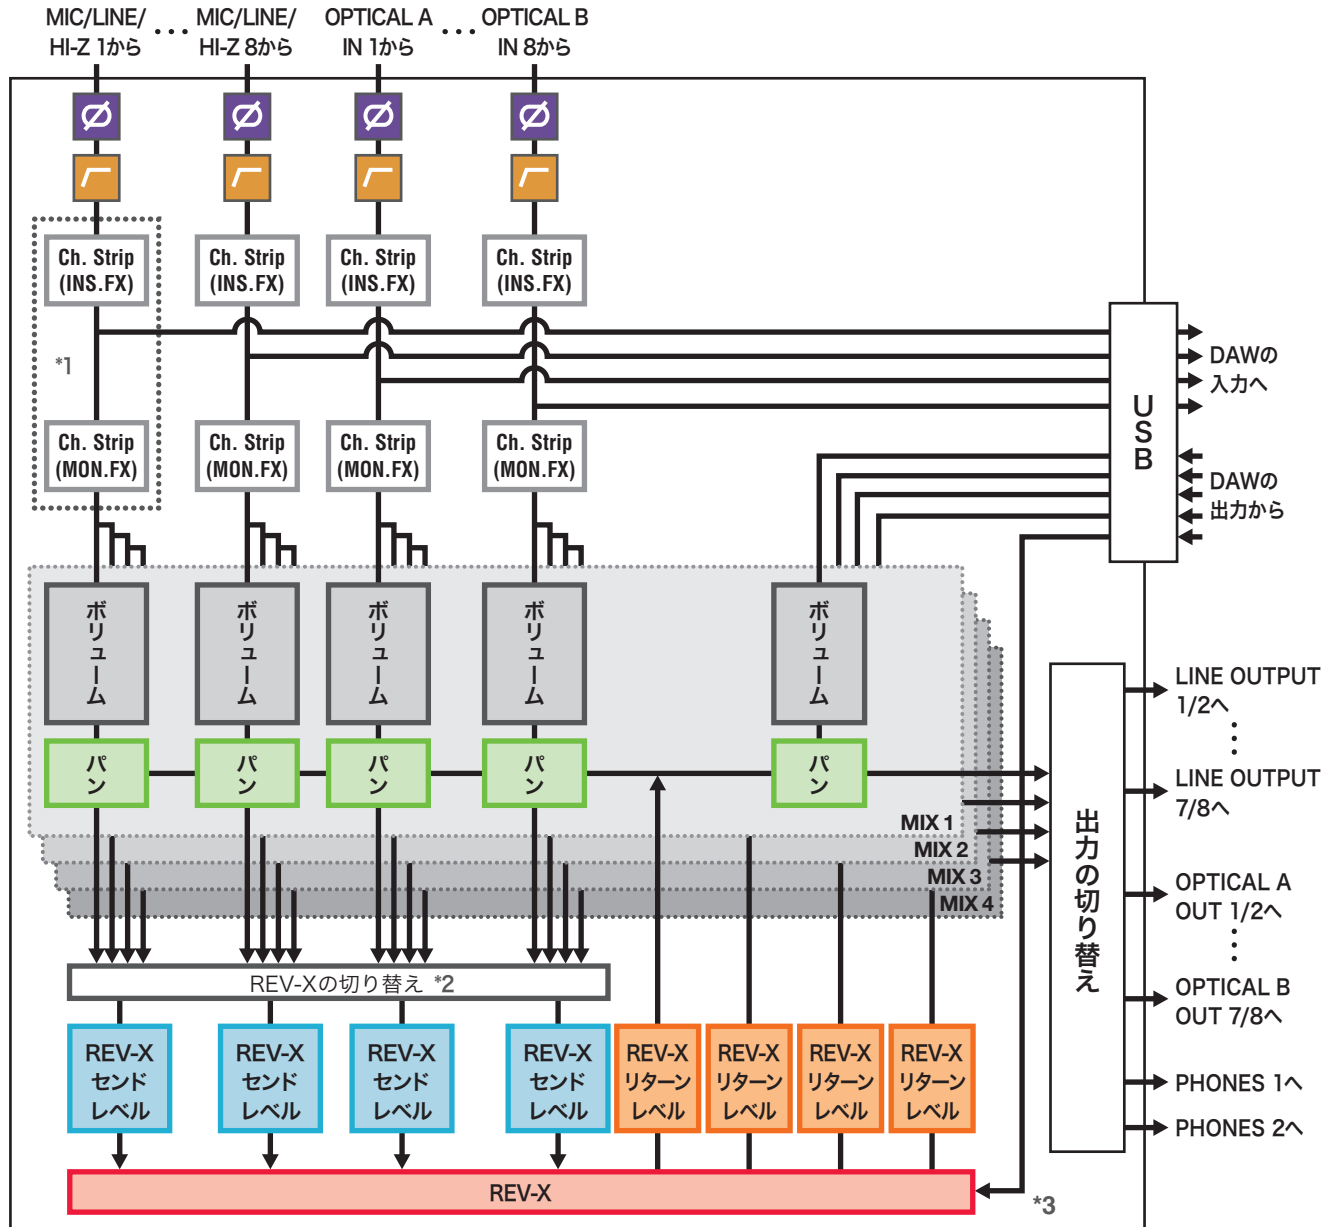 MIC/LINE/
HI-Z 1から
MIC/LINE/
HI-Z 8から
OPTICAL A
IN 1から
OPTICAL B
IN 8から
Ch. Strip
(INS.FX)
Ch. Strip
(INS.FX)
Ch. Strip
(INS.FX)
Ch. Strip
(INS.FX)
*1
USB
DAWの
入力へ
DAWの
出力から
Ch. Strip
(MON.FX)
Ch. Strip
(MON.FX)
Ch. Strip
(MON.FX)
Ch. Strip
(MON.FX)
ボリューム
ボリューム
ボリューム
ボリューム
ボリューム
パン
パン
パン
パン
パン
MIX 1
MIX 2
MIX 3
MIX 4
出力の切り替え
LINE OUTPUT
1/2へ
LINE OUTPUT
7/8へ
OPTICAL A
OUT 1/2へ
OPTICAL B
OUT 7/8へ
PHONES 1へ
PHONES 2へ
REV-Xの切り替え *2
REV-X
センド
レベル
REV-X
センド
レベル
REV-X
センド
レベル
REV-X
センド
レベル
REV-X
リターン
レベル
REV-X
リターン
レベル
REV-X
リターン
レベル
REV-X
リターン
レベル
REV-X
*3